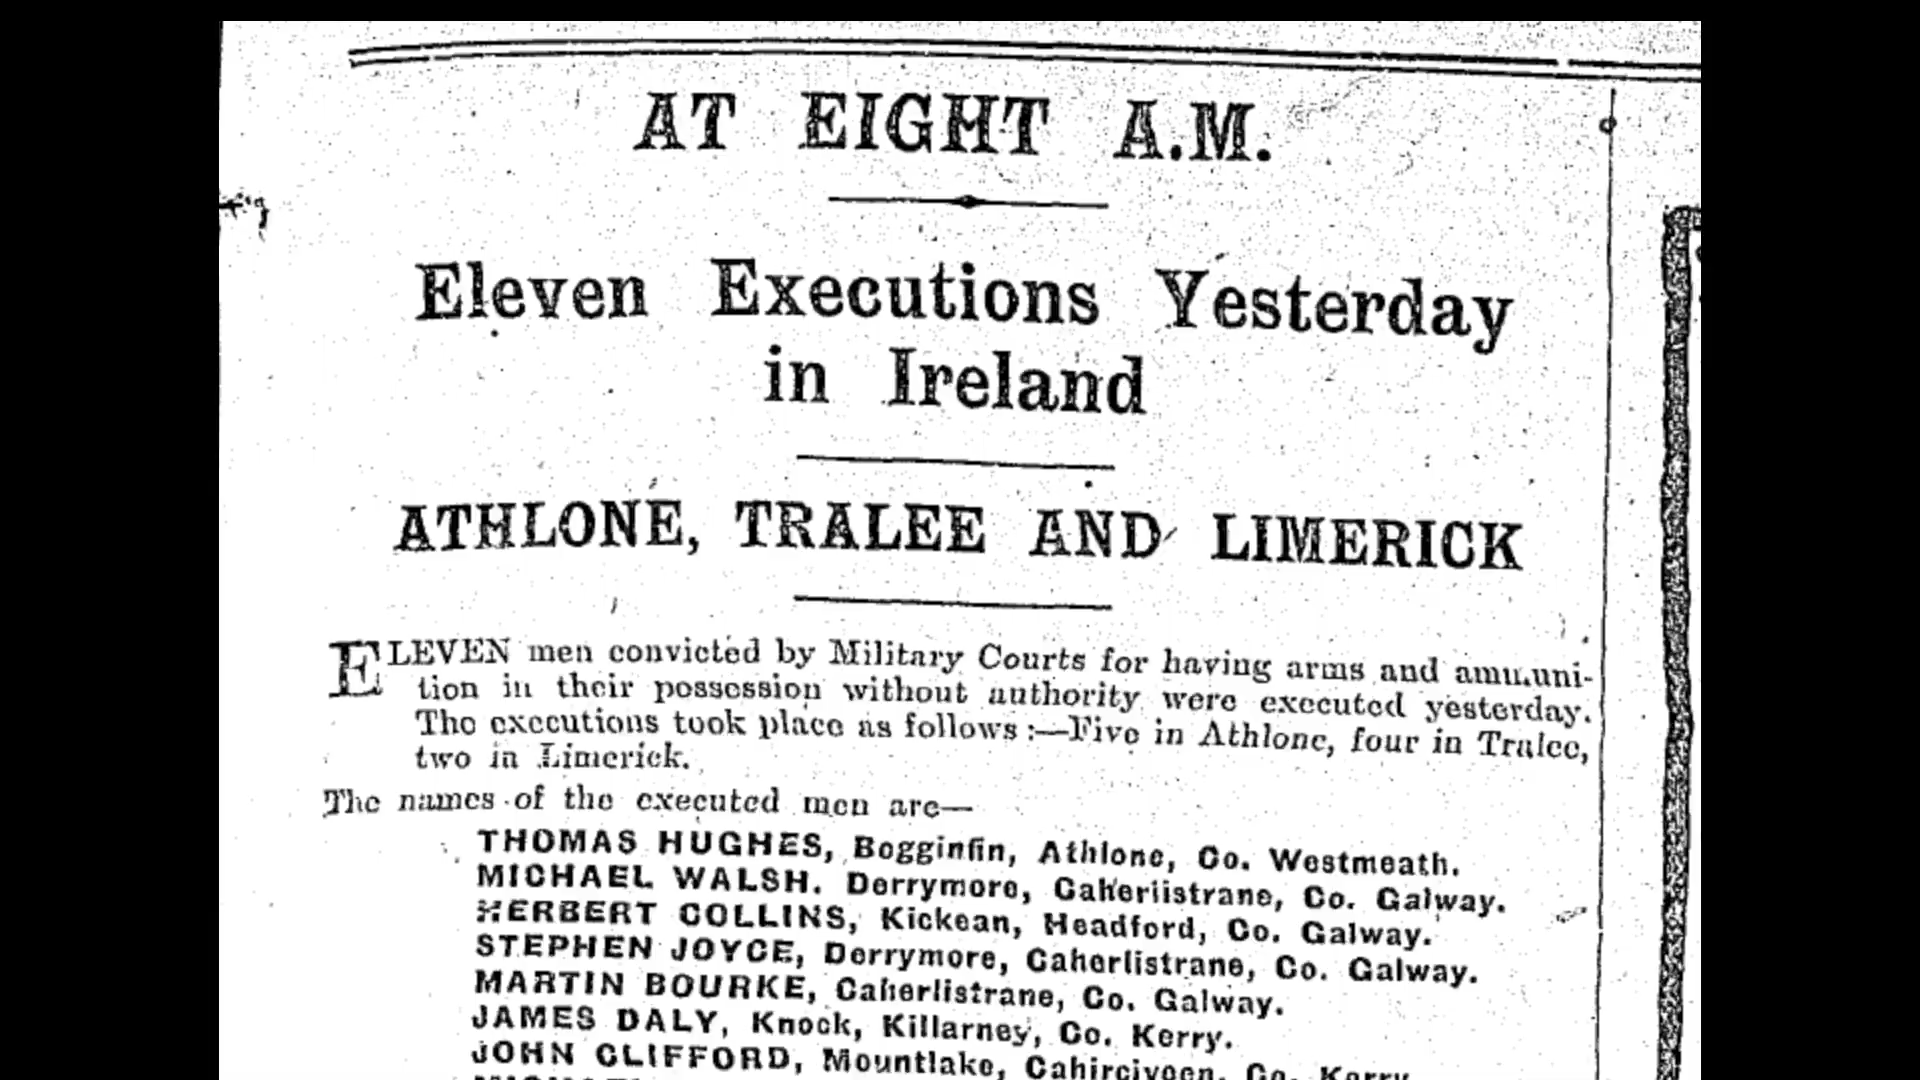 AT EIGHT A.M.
Eleven Executions Yesterday
in Ireland
ATHLONE, TRALEE AND LIMERICK
ELEVEN men convicted by Military Courts for having arms and ammuni-
tion in their possession without authority were executed yesterday.
The executions took place as follows:—Five in Athlone, four in Tralee,
two in Limerick.
The names of the executed men are—
THOMAS HUGHES, Bogginfin, Athlone, Co. Westmeath.
MICHAEL WALSH. Derrymore, Caherlistrane, Co. Galway.
HERBERT COLLINS, Kickean, Headford, Co. Galway.
STEPHEN JOYCE, Derrymore, Caherlistrane, Co. Galway.
MARTIN BOURKE, Caherlistrane, Co. Galway.
JAMES DALY, Knock, Killarney, Co. Kerry.
JOHN CLIFFORD, Mountlake, Cahirciveen, Co. Kerry